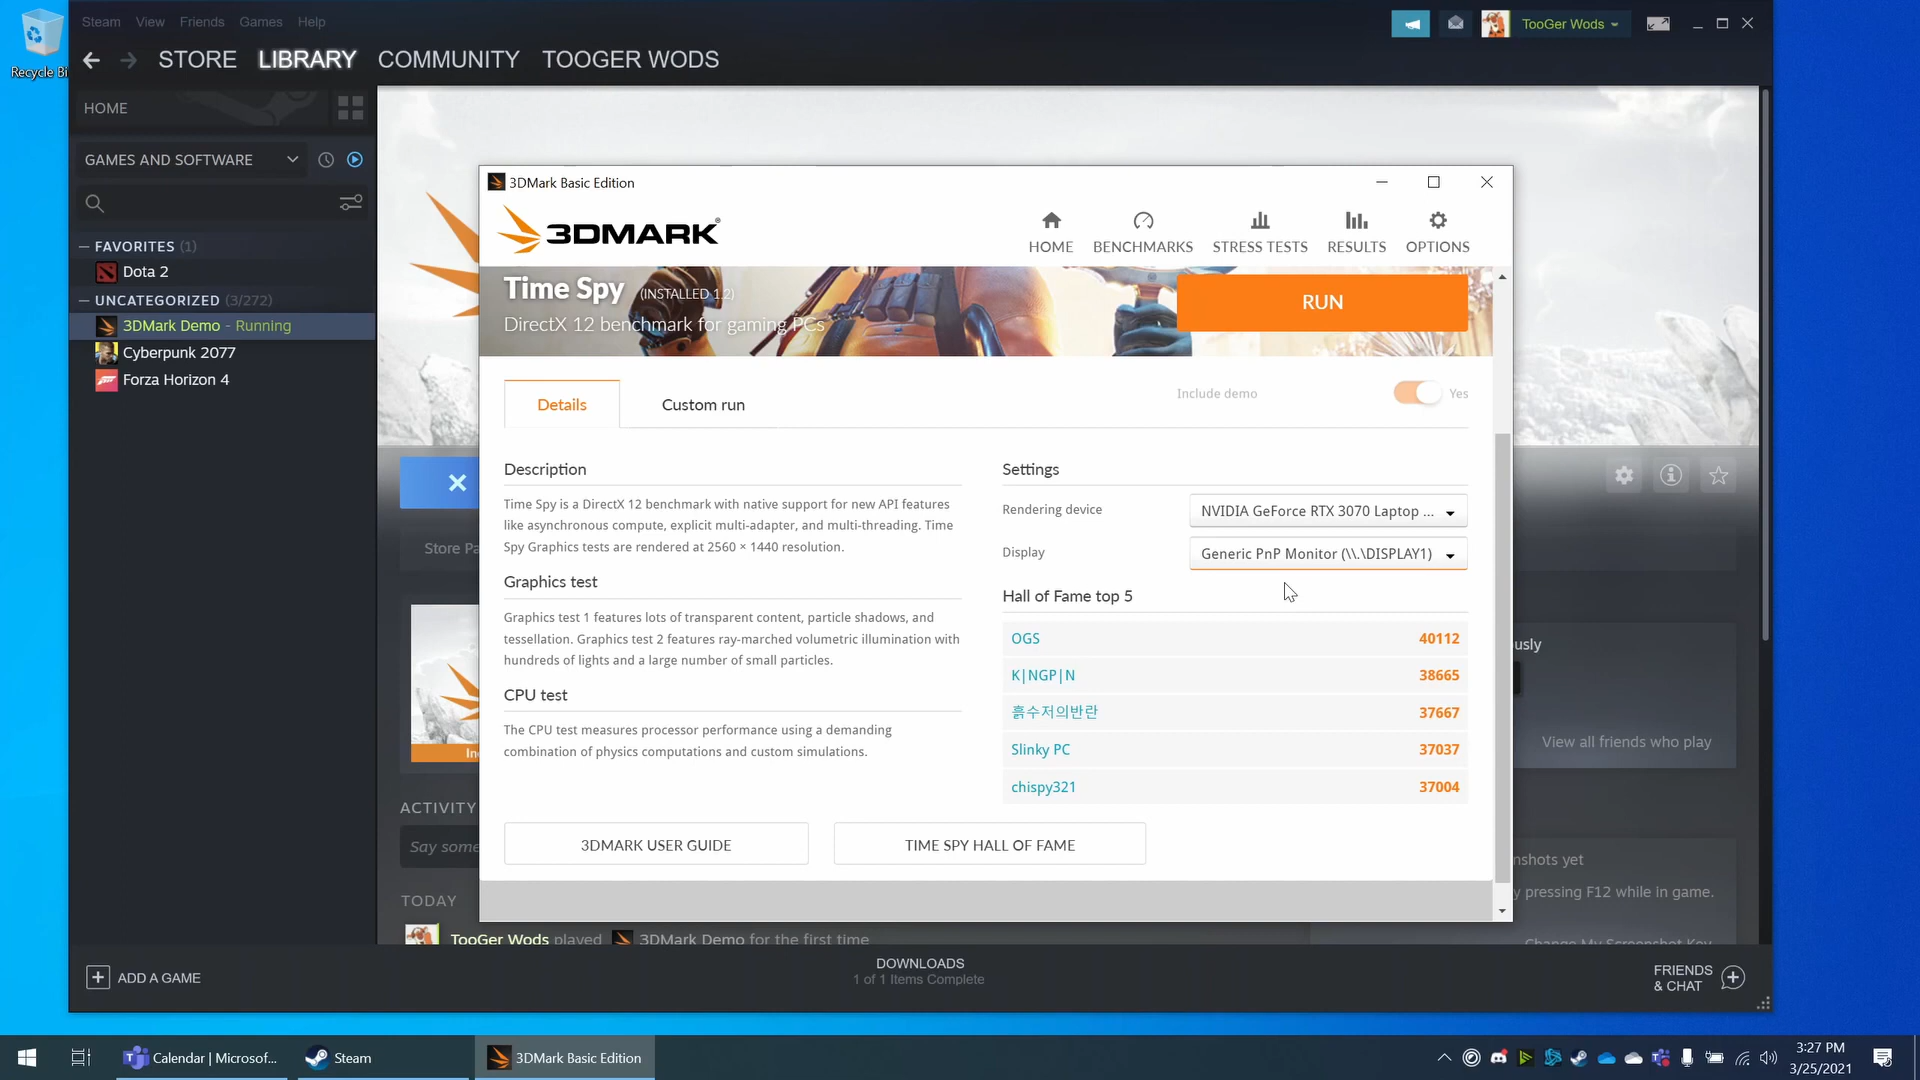 Steam View Friends Games Help
TooGer Wods
Recycle Bi
STORE LIBRARY COMMUNITY TOOGER WODS
HOME
GAMES AND SOFTWARE
FAVORITES (1)
Dota 2
UNCATEGORIZED (3/272)
3DMark Demo - Running
Cyberpunk 2077
Forza Horizon 4
3DMark Basic Edition
3DMARK
HOME BENCHMARKS STRESS TESTS RESULTS OPTIONS
Time Spy (INSTALLED 1.2)
DirectX 12 benchmark for gaming PCs
RUN
Details Custom run
Include demo Yes
Description
Time Spy is a DirectX 12 benchmark with native support for new API features
like asynchronous compute, explicit multi-adapter, and multi-threading. Time
Spy Graphics tests are rendered at 2560 × 1440 resolution.
Graphics test
Graphics test 1 features lots of transparent content, particle shadows, and
tessellation. Graphics test 2 features ray-marched volumetric illumination with
hundreds of lights and a large number of small particles.
CPU test
The CPU test measures processor performance using a demanding
combination of physics computations and custom simulations.
Settings
Rendering device NVIDIA GeForce RTX 3070 Laptop ...
Display Generic PnP Monitor (\\.\DISPLAY1)
Hall of Fame top 5
OGS 40112
K|NGP|N 38665
흙수저의반란 37667
Slinky PC 37037
chispy321 37004
3DMARK USER GUIDE TIME SPY HALL OF FAME
Store Pa
In
ACTIVITY
Say some
TODAY
TooGer Wods played 3DMark Demo for the first time
usly
View all friends who play
nshots yet
y pressing F12 while in game.
Change My Screenshot Key
ADD A GAME
DOWNLOADS
1 of 1 Items Complete
FRIENDS
& CHAT
Calendar | Microsof... Steam 3DMark Basic Edition
3:27 PM
3/25/2021